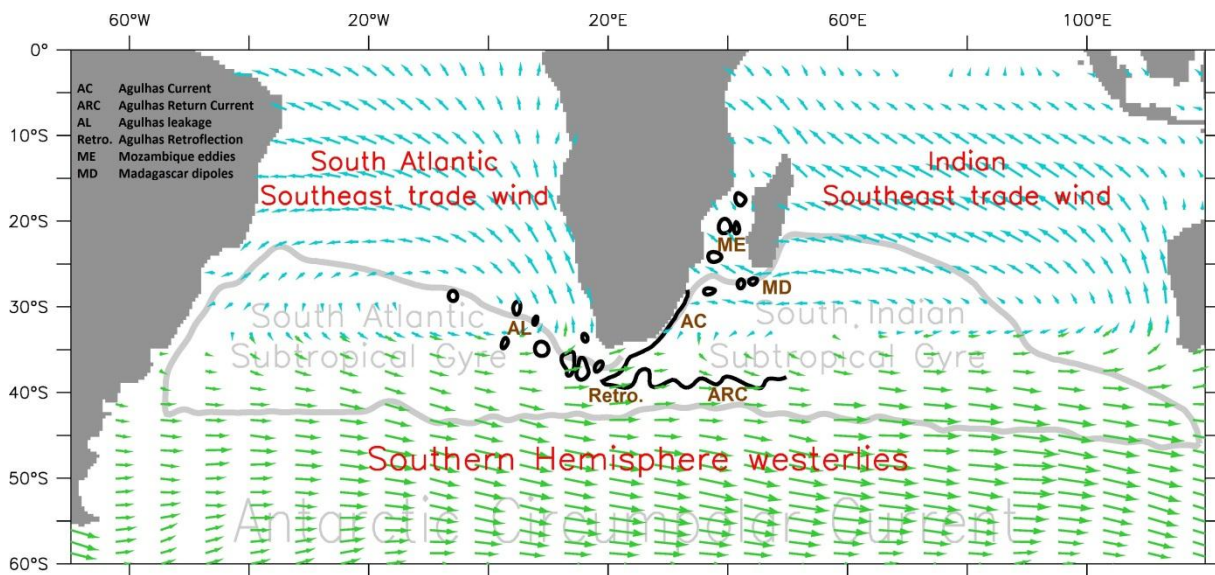 60°W 20°W 20°E 60°E 100°E
0°
10°S
20°S
30°S
40°S
50°S
60°S
AC Agulhas Current
ARC Agulhas Return Current
AL Agulhas leakage
Retro. Agulhas Retroflection
ME Mozambique eddies
MD Madagascar dipoles
South Atlantic
Southeast trade wind
Indian
Southeast trade wind
ME
MD
AC
AL
South Atlantic
Subtropical Gyre
South Indian
Subtropical Gyre
Retro.
ARC
Southern Hemisphere westerlies
Antarctic Circumpolar Current